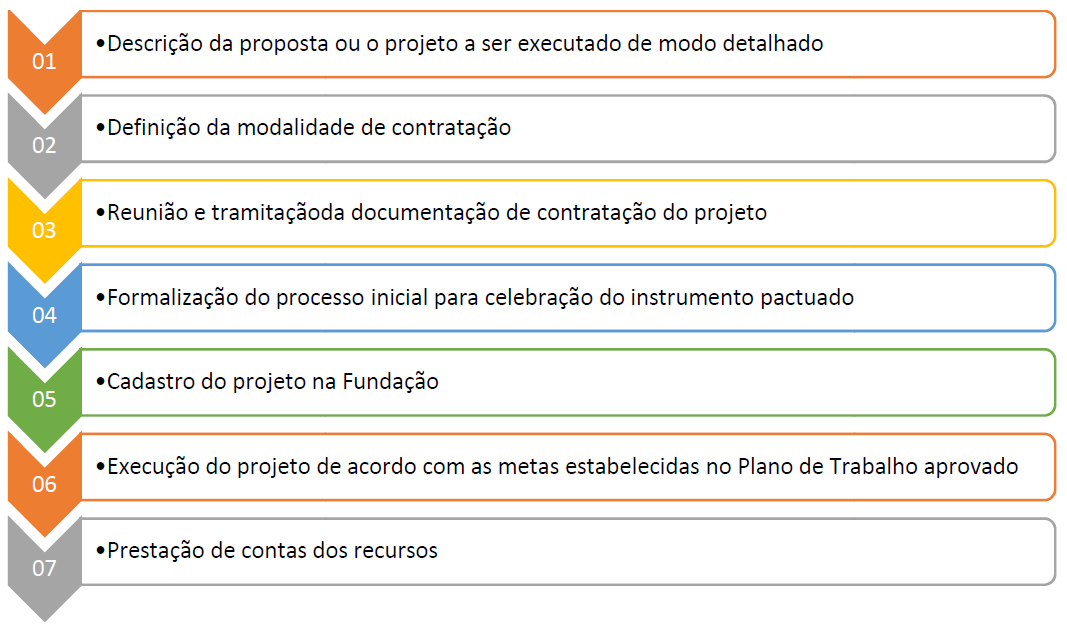 01
•Descrição da proposta ou o projeto a ser executado de modo detalhado
02
•Definição da modalidade de contratação
03
•Reunião e tramitaçãoda documentação de contratação do projeto
04
•Formalização do processo inicial para celebração do instrumento pactuado
05
•Cadastro do projeto na Fundação
06
•Execução do projeto de acordo com as metas estabelecidas no Plano de Trabalho aprovado
07
•Prestação de contas dos recursos